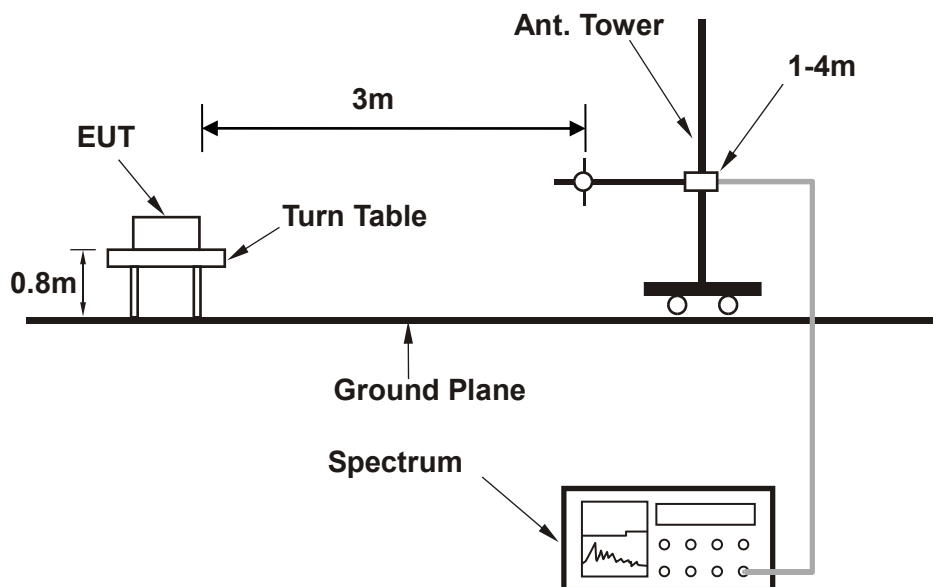 Ant. Tower
1-4m
3m
EUT
Turn Table
0.8m
Ground Plane
Spectrum